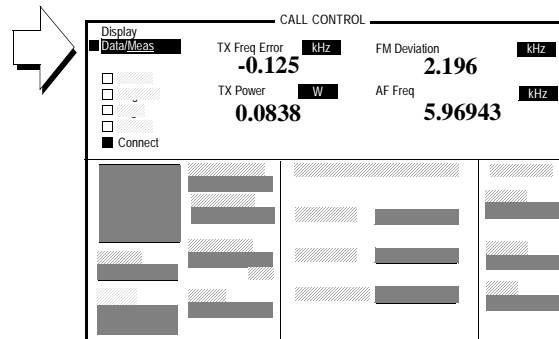 CALL CONTROL
Display
Data/Meas
TX Freq Error kHz
-0.125
FM Deviation kHz
2.196
TX Power W
0.0838
AF Freq kHz
5.96943
Connect